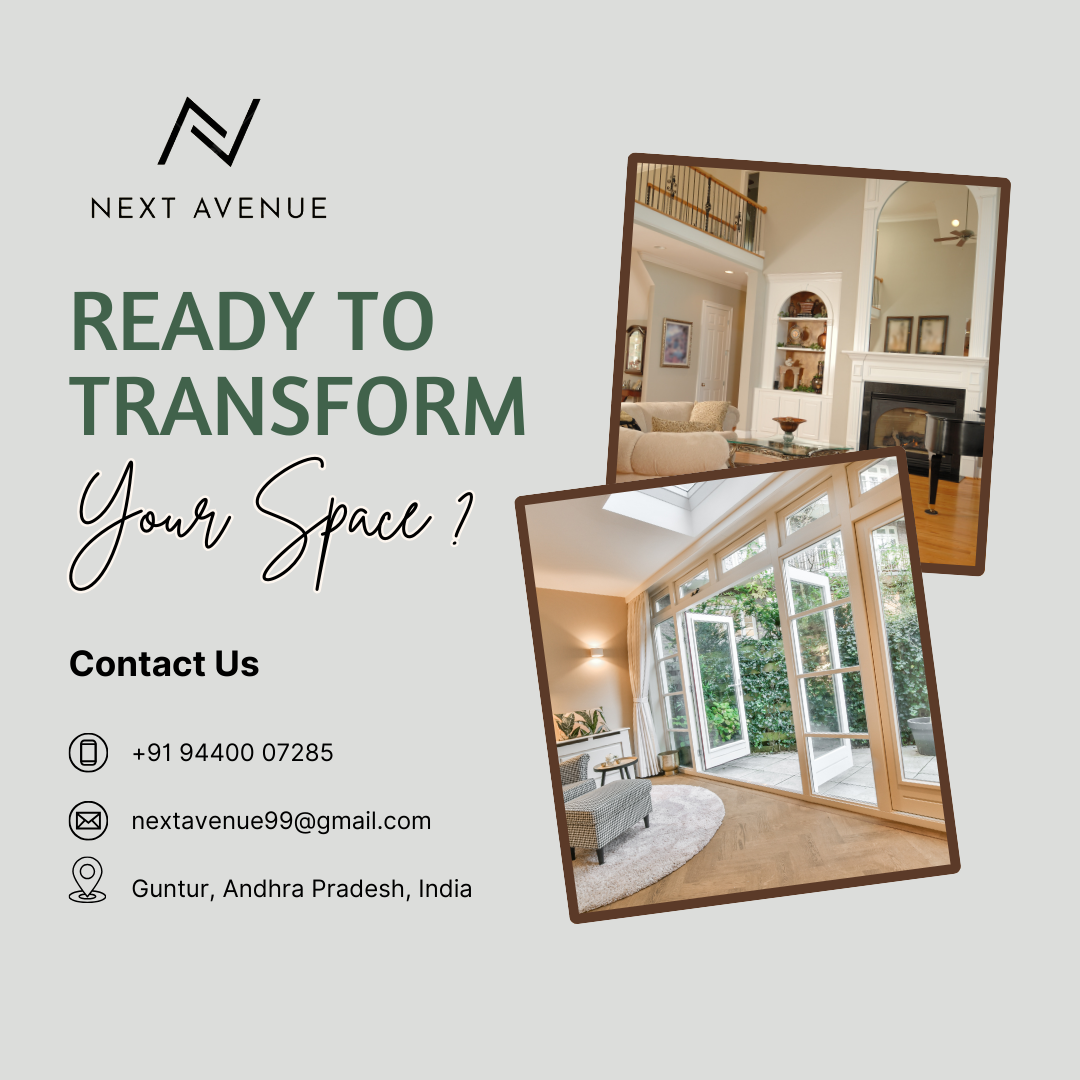 NEXT AVENUE
READY TO
TRANSFORM
Your Space ?
Contact Us
+91 94400 07285
nextavenue99@gmail.com
Guntur, Andhra Pradesh, India